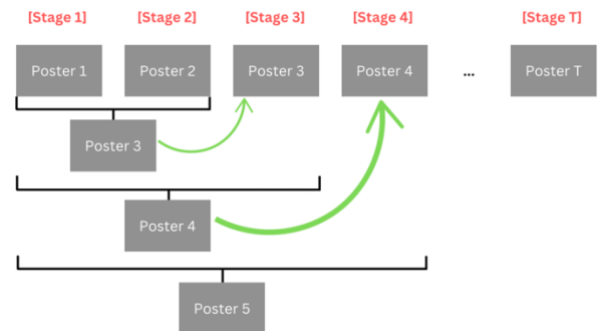 [Stage 1] [Stage 2] [Stage 3] [Stage 4] [Stage T]
Poster 1 Poster 2 Poster 3 Poster 4 ... Poster T
Poster 3
Poster 4
Poster 5